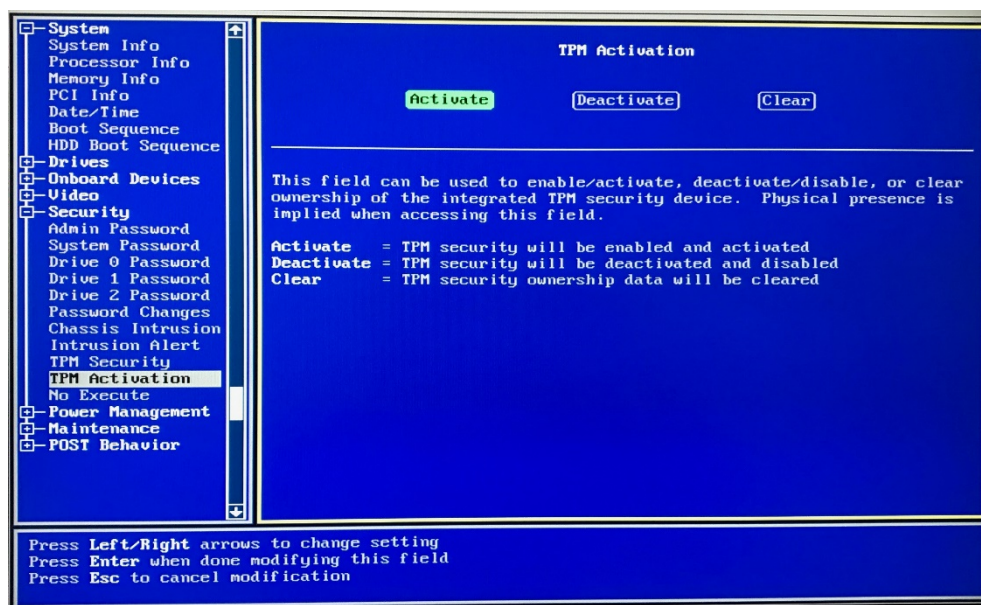 System
System Info
Processor Info
Memory Info
PCI Info
Date/Time
Boot Sequence
HDD Boot Sequence
Drives
Onboard Devices
Video
Security
Admin Password
System Password
Drive 0 Password
Drive 1 Password
Drive 2 Password
Password Changes
Chassis Intrusion
Intrusion Alert
TPM Security
TPM Activation
No Execute
Power Management
Maintenance
POST Behavior
TPM Activation
Activate Deactivate Clear
This field can be used to enable/activate, deactivate/disable, or clear
ownership of the integrated TPM security device. Physical presence is
implied when accessing this field.
Activate = TPM security will be enabled and activated
Deactivate = TPM security will be deactivated and disabled
Clear = TPM security ownership data will be cleared
Press Left/Right arrows to change setting
Press Enter when done modifying this field
Press Esc to cancel modification